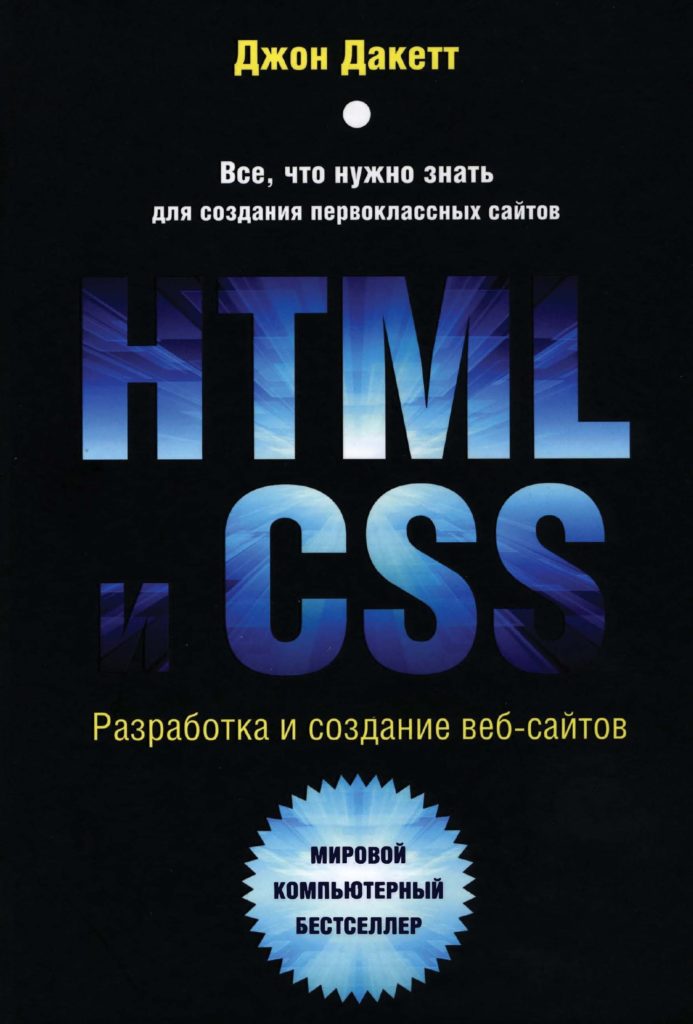 Джон Дакетт
Все, что нужно знать
для создания первоклассных сайтов
HTML
и CSS
Разработка и создание веб-сайтов
МИРОВОЙ
КОМПЬЮТЕРНЫЙ
БЕСТСЕЛЛЕР